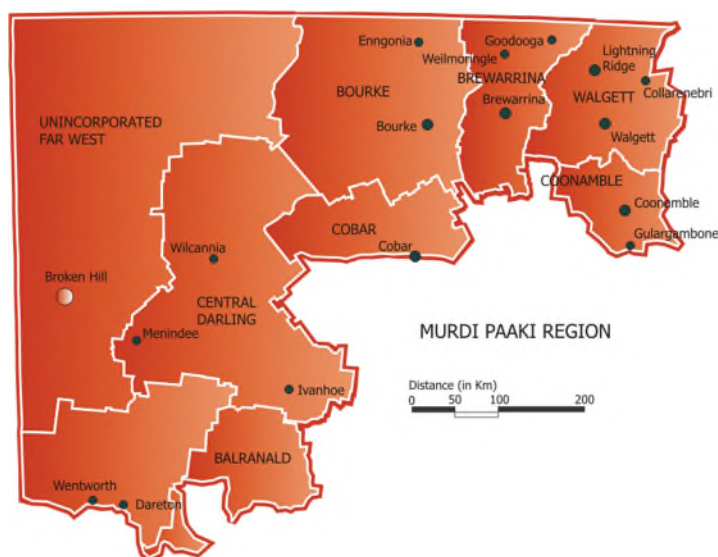 Enngonia
Goodooga
Weilmoringle
BREWARRINA
Lightning
Ridge
Collarenebri
BOURKE
WALGETT
Brewarrina
Bourke
Walgett
UNINCORPORATED
FAR WEST
COONAMBLE
Coonamble
Gulargambone
COBAR
Cobar
Wilcannia
Broken Hill
CENTRAL
DARLING
Menindee
MURDI PAAKI REGION
Ivanhoe
Distance (in Km)
0 50 100 200
BALRANALD
Wentworth
Dareton